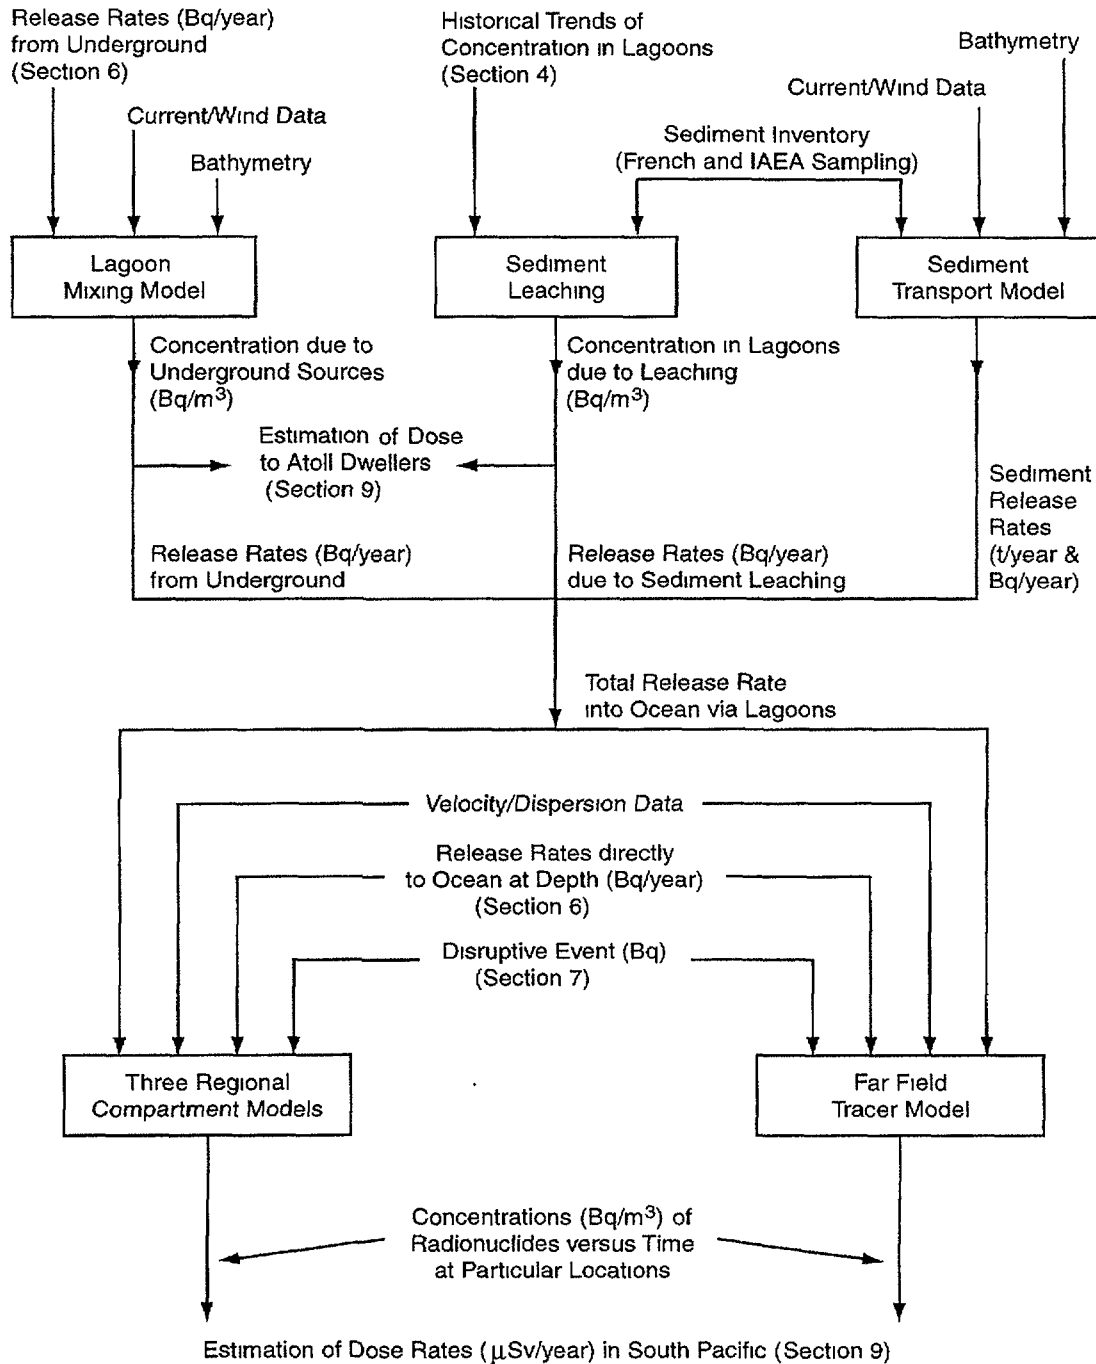 Release Rates (Bq/year)
from Underground
(Section 6)
Historical Trends of
Concentration in Lagoons
(Section 4)
Bathymetry
Current/Wind Data
Current/Wind Data
Sediment Inventory
(French and IAEA Sampling)
Bathymetry
Lagoon
Mixing Model
Sediment
Leaching
Sediment
Transport Model
Concentration due to
Underground Sources
(Bq/m³)
Concentration in Lagoons
due to Leaching
(Bq/m³)
Estimation of Dose
to Atoll Dwellers
(Section 9)
Sediment
Release
Rates
(t/year &
Bq/year)
Release Rates (Bq/year)
from Underground
Release Rates (Bq/year)
due to Sediment Leaching
Total Release Rate
into Ocean via Lagoons
Velocity/Dispersion Data
Release Rates directly
to Ocean at Depth (Bq/year)
(Section 6)
Disruptive Event (Bq)
(Section 7)
Three Regional
Compartment Models
Far Field
Tracer Model
Concentrations (Bq/m³) of
Radionuclides versus Time
at Particular Locations
Estimation of Dose Rates (µSv/year) in South Pacific (Section 9)